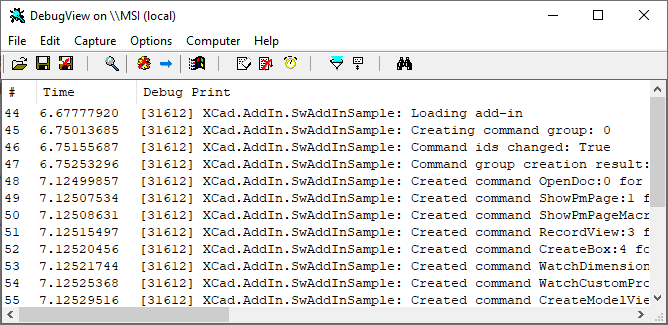 DebugView on \\MSI (local)
File Edit Capture Options Computer Help
# Time Debug Print
44 6.67777920 [31612] XCad.AddIn.SwAddInSample: Loading add-in
45 6.75013685 [31612] XCad.AddIn.SwAddInSample: Creating command group: 0
46 6.75155687 [31612] XCad.AddIn.SwAddInSample: Command ids changed: True
47 6.75253296 [31612] XCad.AddIn.SwAddInSample: Command group creation result:
48 7.12499857 [31612] XCad.AddIn.SwAddInSample: Created command OpenDoc:0 for
49 7.12507534 [31612] XCad.AddIn.SwAddInSample: Created command ShowPmPage:1 f
50 7.12508631 [31612] XCad.AddIn.SwAddInSample: Created command ShowPmPageMacr
51 7.12515497 [31612] XCad.AddIn.SwAddInSample: Created command RecordView:3 f
52 7.12520456 [31612] XCad.AddIn.SwAddInSample: Created command CreateBox:4 fo
53 7.12521744 [31612] XCad.AddIn.SwAddInSample: Created command WatchDimension
54 7.12525368 [31612] XCad.AddIn.SwAddInSample: Created command WatchCustomPro
55 7.12529516 [31612] XCad.AddIn.SwAddInSample: Created command CreateModelVie